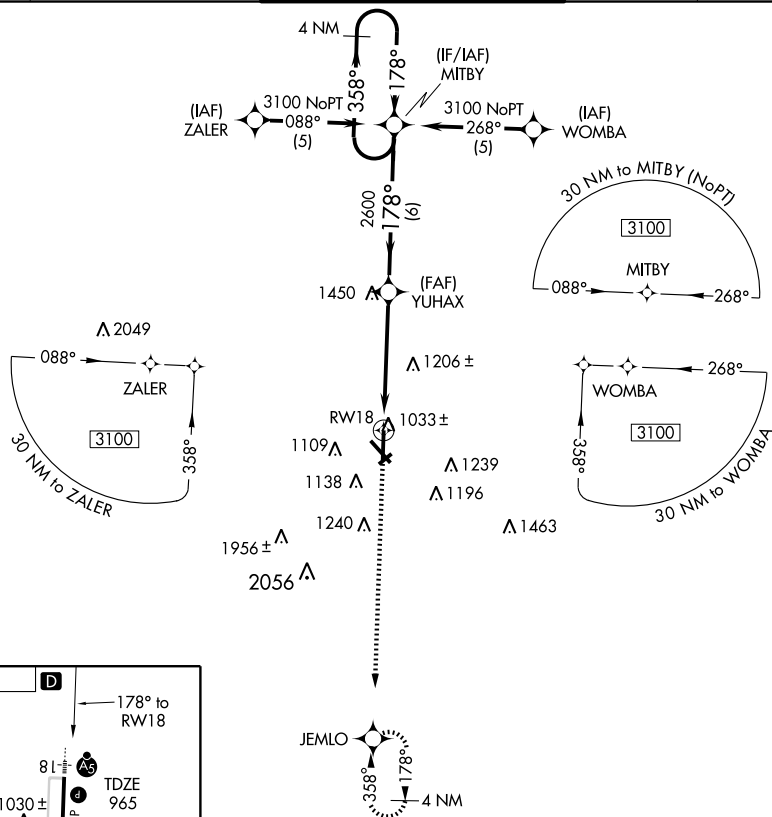 4 NM
358°
178°
(IF/IAF)
MITBY
(IAF)
ZALER
3100 NoPT
088°
(5)
3100 NoPT
268°
(5)
(IAF)
WOMBA
2600
178°
(6)
30 NM to MITBY (NoPT)
3100
MITBY
088°
268°
1450
(FAF)
YUHAX
2049
088°
ZALER
3100
358°
30 NM to ZALER
1206 ±
268°
WOMBA
3100
358°
30 NM to WOMBA
RW18
1033 ±
1109
1239
1138
1196
1240
1463
1956 ±
2056
D
178° to
RW18
18
A5
TDZE
965
P
1030 ±
P
JEMLO
358°
178°
4 NM